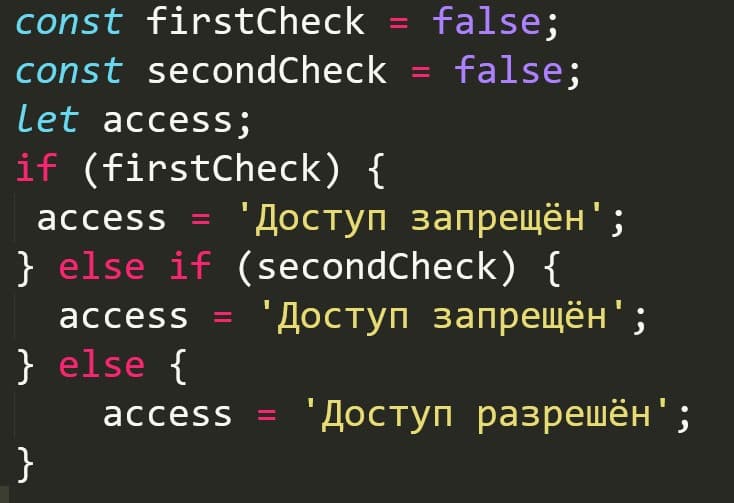 const firstCheck = false;
const secondCheck = false;
let access;
if (firstCheck) {
 access = 'Доступ запрещён';
} else if (secondCheck) {
  access = 'Доступ запрещён';
} else {
    access = 'Доступ разрешён';
}